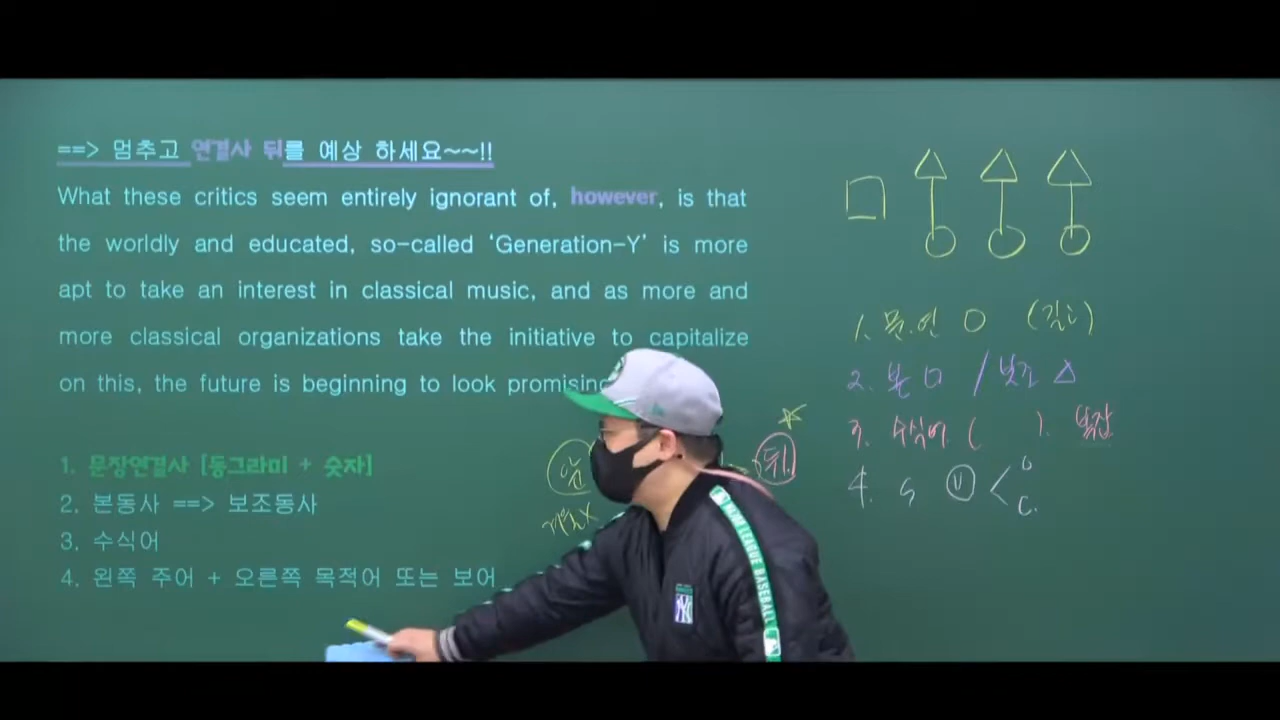 ==> 멈추고 연결사 뒤를 예상 하세요~~!!
What these critics seem entirely ignorant of, however, is that
the worldly and educated, so-called ‘Generation-Y’ is more
apt to take an interest in classical music, and as more and
more classical organizations take the initiative to capitalize
on this, the future is beginning to look promising
1. 문장연결사 [동그라미 + 숫자]
2. 본동사 ==> 보조동사
3. 수식어
4. 왼쪽 주어 + 오른쪽 목적어 또는 보어
앞
뒤
1. 문.연 O
2. 본 □ / 보조 △
3. 수식어 ( ).
4. S V < O
C.
MAJOR LEAGUE BASEBALL
NY